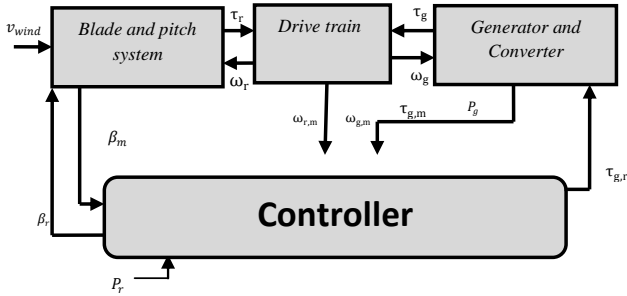 v_wind
Blade and pitch
system
τ_r
ω_r
Drive train
τ_g
ω_g
Generator and
Converter
β_m
ω_r,m
ω_g,m
τ_g,m
P_g
τ_g,r
β_r
Controller
P_r